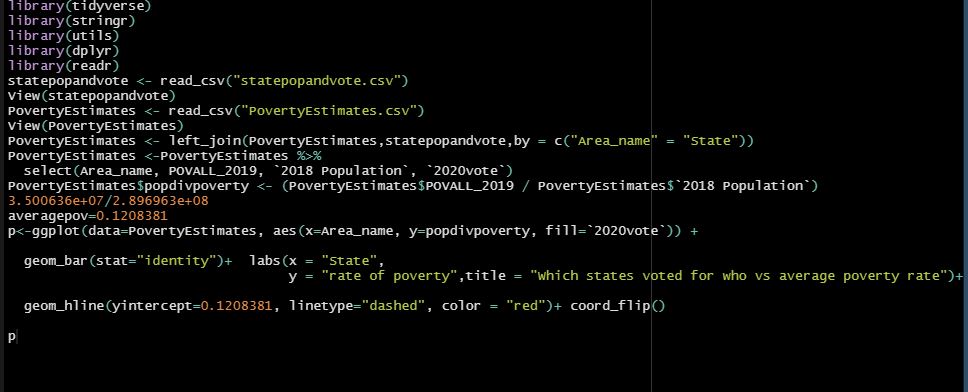 library(tidyverse)
library(stringr)
library(utils)
library(dplyr)
library(readr)
statepopandvote <- read_csv("statepopandvote.csv")
View(statepopandvote)
PovertyEstimates <- read_csv("PovertyEstimates.csv")
View(PovertyEstimates)
PovertyEstimates <- left_join(PovertyEstimates,statepopandvote,by = c("Area_name" = "State"))
PovertyEstimates <-PovertyEstimates %>%
  select(Area_name, POVALL_2019, `2018 Population`, `2020vote`)
PovertyEstimates$popdivpoverty <- (PovertyEstimates$POVALL_2019 / PovertyEstimates$`2018 Population`)
3.500636e+07/2.896963e+08
averagepov=0.1208381
p<-ggplot(data=PovertyEstimates, aes(x=Area_name, y=popdivpoverty, fill=`2020vote`)) +
  geom_bar(stat="identity")+  labs(x = "State",
                                   y = "rate of poverty",title = "Which states voted for who vs average poverty rate")+
  geom_hline(yintercept=0.1208381, linetype="dashed", color = "red")+ coord_flip()
p